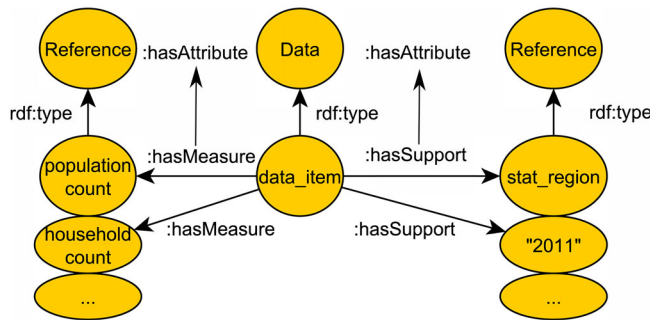 Reference
:hasAttribute
Data
:hasAttribute
Reference
rdf:type
rdf:type
rdf:type
population
count
:hasMeasure
data_item
:hasSupport
stat_region
household
count
:hasMeasure
:hasSupport
"2011"
...
...